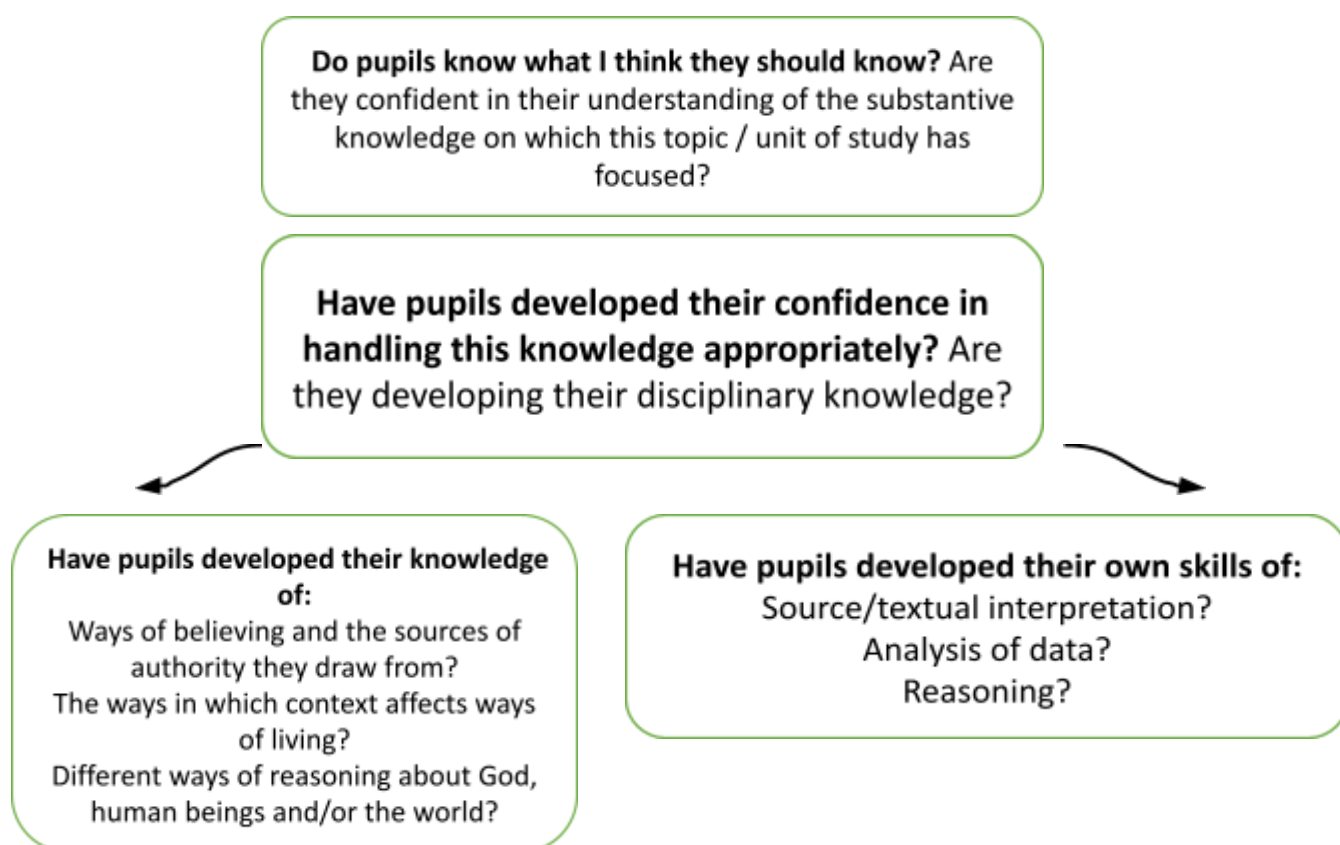 Do pupils know what I think they should know? Are
they confident in their understanding of the substantive
knowledge on which this topic / unit of study has
focused?
Have pupils developed their confidence in
handling this knowledge appropriately? Are
they developing their disciplinary knowledge?
Have pupils developed their knowledge
of:
Ways of believing and the sources of
authority they draw from?
The ways in which context affects ways
of living?
Different ways of reasoning about God,
human beings and/or the world?
Have pupils developed their own skills of:
Source/textual interpretation?
Analysis of data?
Reasoning?